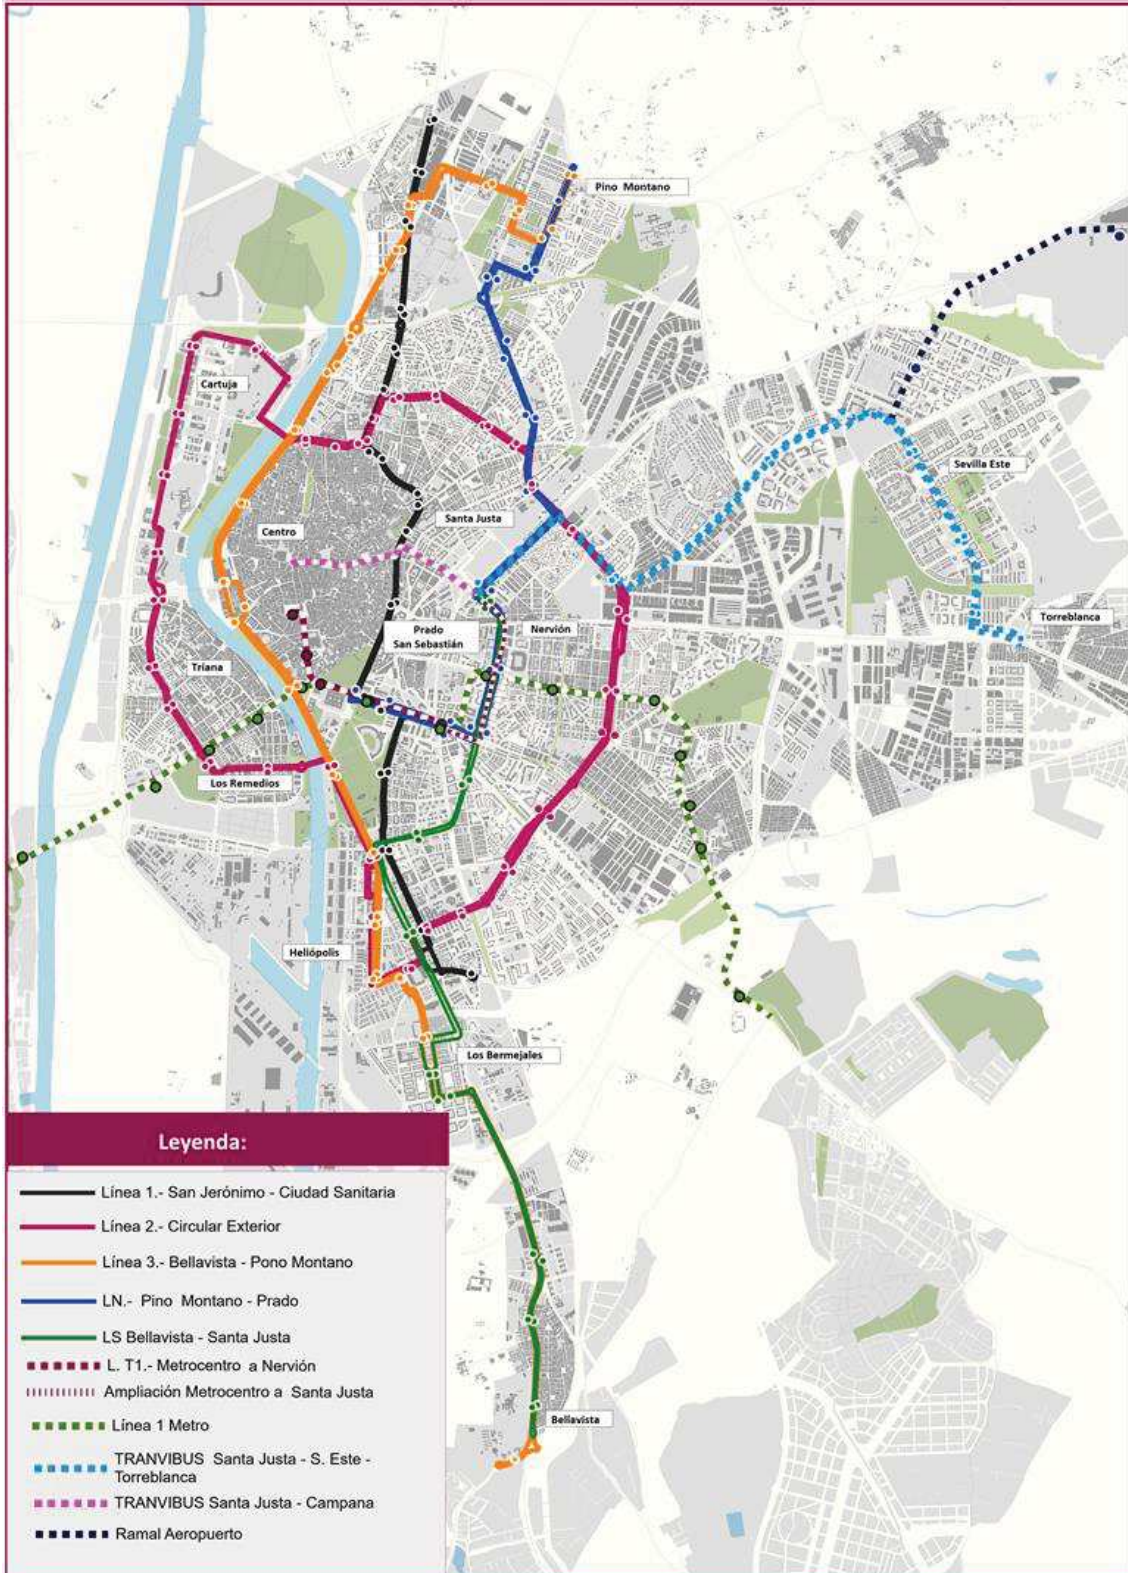 Pino Montano
Cartuja
Sevilla Este
Santa Justa
Centro
Torreblanca
Prado
San Sebastián
Nervión
Triana
Los Remedios
Heliópolis
Los Bermejales
Leyenda:
Línea 1.- San Jerónimo - Ciudad Sanitaria
Línea 2.- Circular Exterior
Línea 3.- Bellavista - Pono Montano
LN.- Pino Montano - Prado
LS Bellavista - Santa Justa
L. T1.- Metrocentro a Nervión
Ampliación Metrocentro a Santa Justa
Línea 1 Metro
Bellavista
TRANVIBUS Santa Justa - S. Este -
Torreblanca
TRANVIBUS Santa Justa - Campana
Ramal Aeropuerto